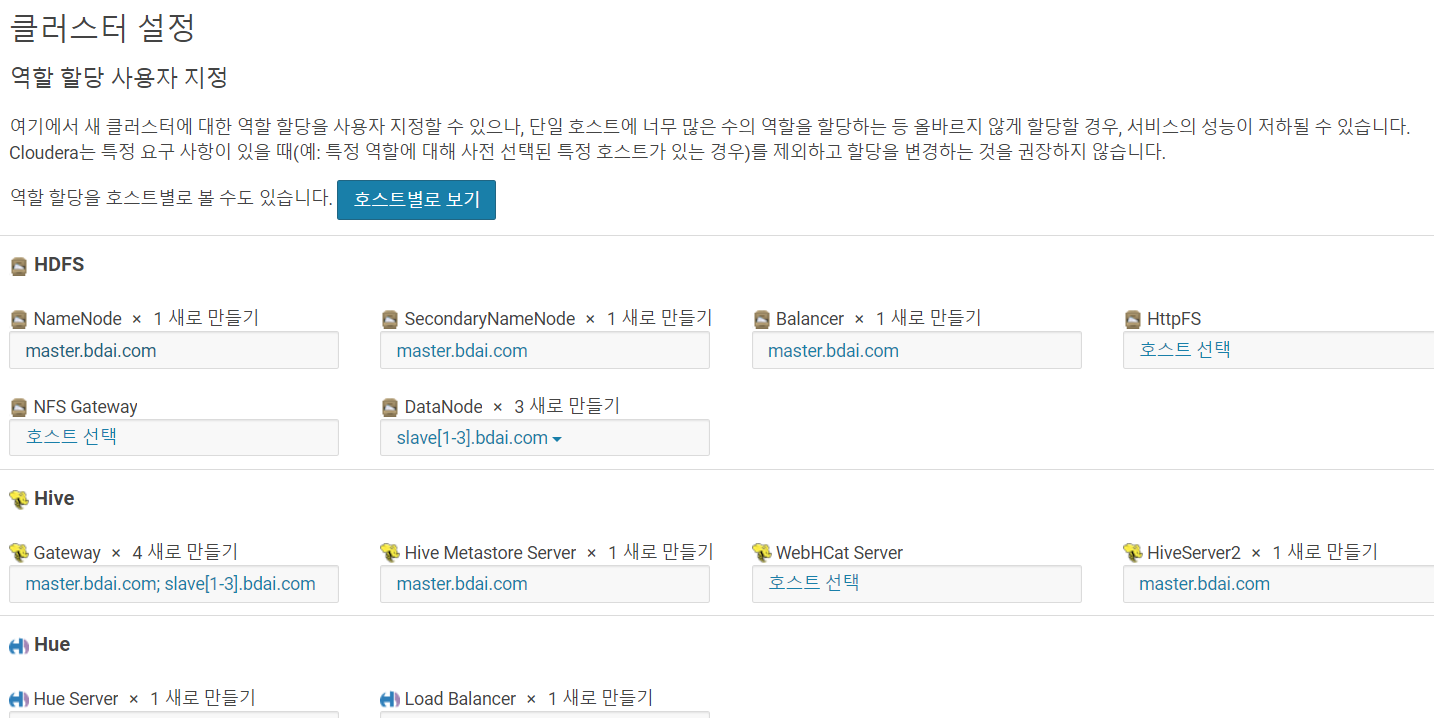 클러스터 설정
역할 할당 사용자 지정
여기에서 새 클러스터에 대한 역할 할당을 사용자 지정할 수 있으나, 단일 호스트에 너무 많은 수의 역할을 할당하는 등 올바르지 않게 할당할 경우, 서비스의 성능이 저하될 수 있습니다.
Cloudera는 특정 요구 사항이 있을 때(예: 특정 역할에 대해 사전 선택된 특정 호스트가 있는 경우)를 제외하고 할당을 변경하는 것을 권장하지 않습니다.
역할 할당을 호스트별로 볼 수도 있습니다. 호스트별로 보기
HDFS
NameNode × 1 새로 만들기 SecondaryNameNode × 1 새로 만들기 Balancer × 1 새로 만들기 HttpFS
master.bdai.com master.bdai.com master.bdai.com 호스트 선택
NFS Gateway DataNode × 3 새로 만들기
호스트 선택 slave[1-3].bdai.com
Hive
Gateway × 4 새로 만들기 Hive Metastore Server × 1 새로 만들기 WebHCat Server HiveServer2 × 1 새로 만들기
master.bdai.com; slave[1-3].bdai.com master.bdai.com 호스트 선택 master.bdai.com
Hue
Hue Server × 1 새로 만들기 Load Balancer × 1 새로 만들기